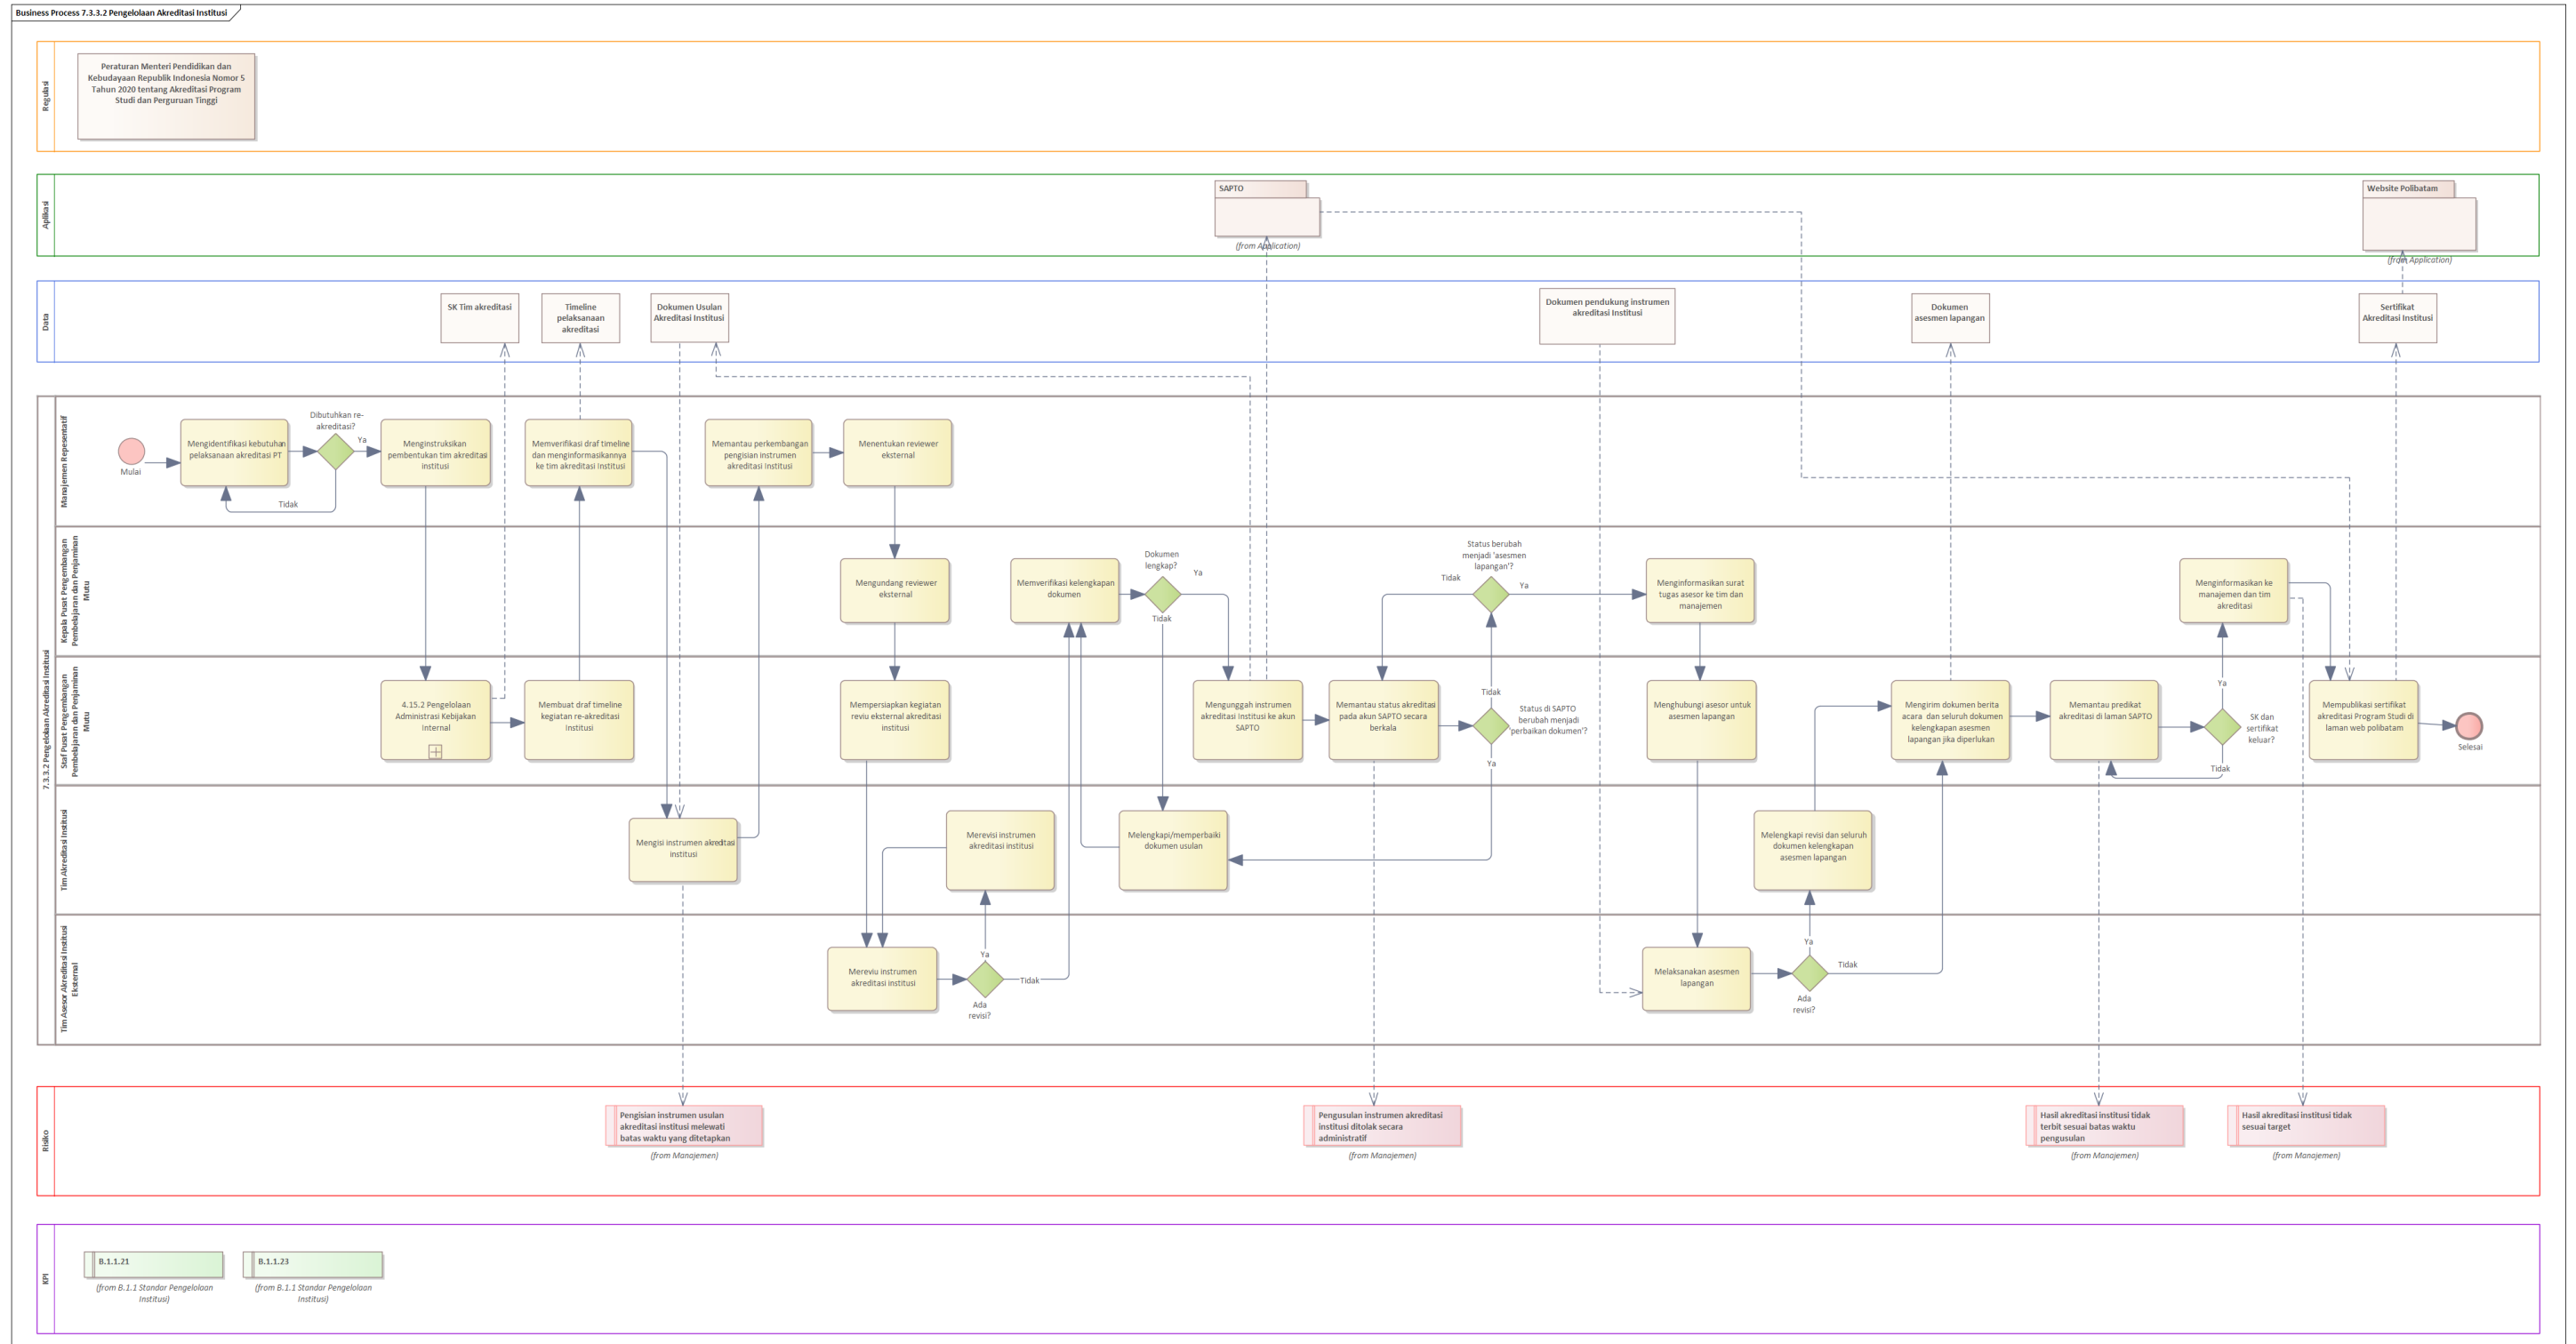 Business Process 7.3.3.2 Pengelolaan Akreditasi Institusi
Regulasi
Peraturan Menteri Pendidikan dan
Kebudayaan Republik Indonesia Nomor 5
Tahun 2020 tentang Akreditasi Program
Studi dan Perguruan Tinggi
Aplikasi
SAPTO
(from Application)
Website Polibatam
(from Application)
Data
SK Tim akreditasi
Timeline
pelaksanaan
akreditasi
Dokumen Usulan
Akreditasi Institusi
Dokumen pendukung instrumen
akreditasi Institusi
Dokumen
asesmen lapangan
Sertifikat
Akreditasi Institusi
7.3.3.2 Pengelolaan Akreditasi Institusi
Manajemen Representatif
Mulai
Mengidentifikasi kebutuhan
pelaksanaan akreditasi PT
Dibutuhkan re-
akreditasi?
Ya
Tidak
Menginstruksikan
pembentukan tim akreditasi
institusi
Memverifikasi draf timeline
dan menginformasikannya
ke tim akreditasi Institusi
Memantau perkembangan
pengisian instrumen
akreditasi Institusi
Menentukan reviewer
eksternal
Kepala Pusat Pengembangan
Pembelajaran dan Penjaminan
Mutu
Mengundang reviewer
eksternal
Memverifikasi kelengkapan
dokumen
Dokumen
lengkap?
Ya
Tidak
Status berubah
menjadi 'asesmen
lapangan'?
Tidak
Ya
Menginformasikan surat
tugas asesor ke tim dan
manajemen
Menginformasikan ke
manajemen dan tim
akreditasi
Staf Pusat Pengembangan
Pembelajaran dan Penjaminan
Mutu
4.15.2 Pengelolaan
Administrasi Kebijakan
Internal
Membuat draf timeline
kegiatan re-akreditasi
Institusi
Mempersiapkan kegiatan
reviu eksternal akreditasi
institusi
Mengunggah instrumen
akreditasi Institusi ke akun
SAPTO
Memantau status akreditasi
pada akun SAPTO secara
berkala
Tidak
Status di SAPTO
berubah menjadi
'perbaikan dokumen'?
Ya
Menghubungi asesor untuk
asesmen lapangan
Mengirim dokumen berita
acara dan seluruh dokumen
kelengkapan asesmen
lapangan jika diperlukan
Memantau predikat
akreditasi di laman SAPTO
Ya
SK dan
sertifikat
keluar?
Tidak
Mempublikasi sertifikat
akreditasi Program Studi di
laman web polibatam
Selesai
Tim Akreditasi Institusi
Mengisi instrumen akreditasi
institusi
Merevisi instrumen
akreditasi institusi
Melengkapi/memperbaiki
dokumen usulan
Melengkapi revisi dan seluruh
dokumen kelengkapan
asesmen lapangan
Tim Asesor Akreditasi Institusi
Eksternal
Mereviu instrumen
akreditasi institusi
Ya
Tidak
Ada
revisi?
Melaksanakan asesmen
lapangan
Ya
Tidak
Ada
revisi?
Risiko
Pengisian instrumen usulan
akreditasi institusi melewati
batas waktu yang ditetapkan
(from Manajemen)
Pengusulan instrumen akreditasi
institusi ditolak secara
administratif
(from Manajemen)
Hasil akreditasi institusi tidak
terbit sesuai batas waktu
pengusulan
(from Manajemen)
Hasil akreditasi institusi tidak
sesuai target
(from Manajemen)
KPI
B.1.1.21
(from B.1.1 Standar Pengelolaan
Institusi)
B.1.1.23
(from B.1.1 Standar Pengelolaan
Institusi)